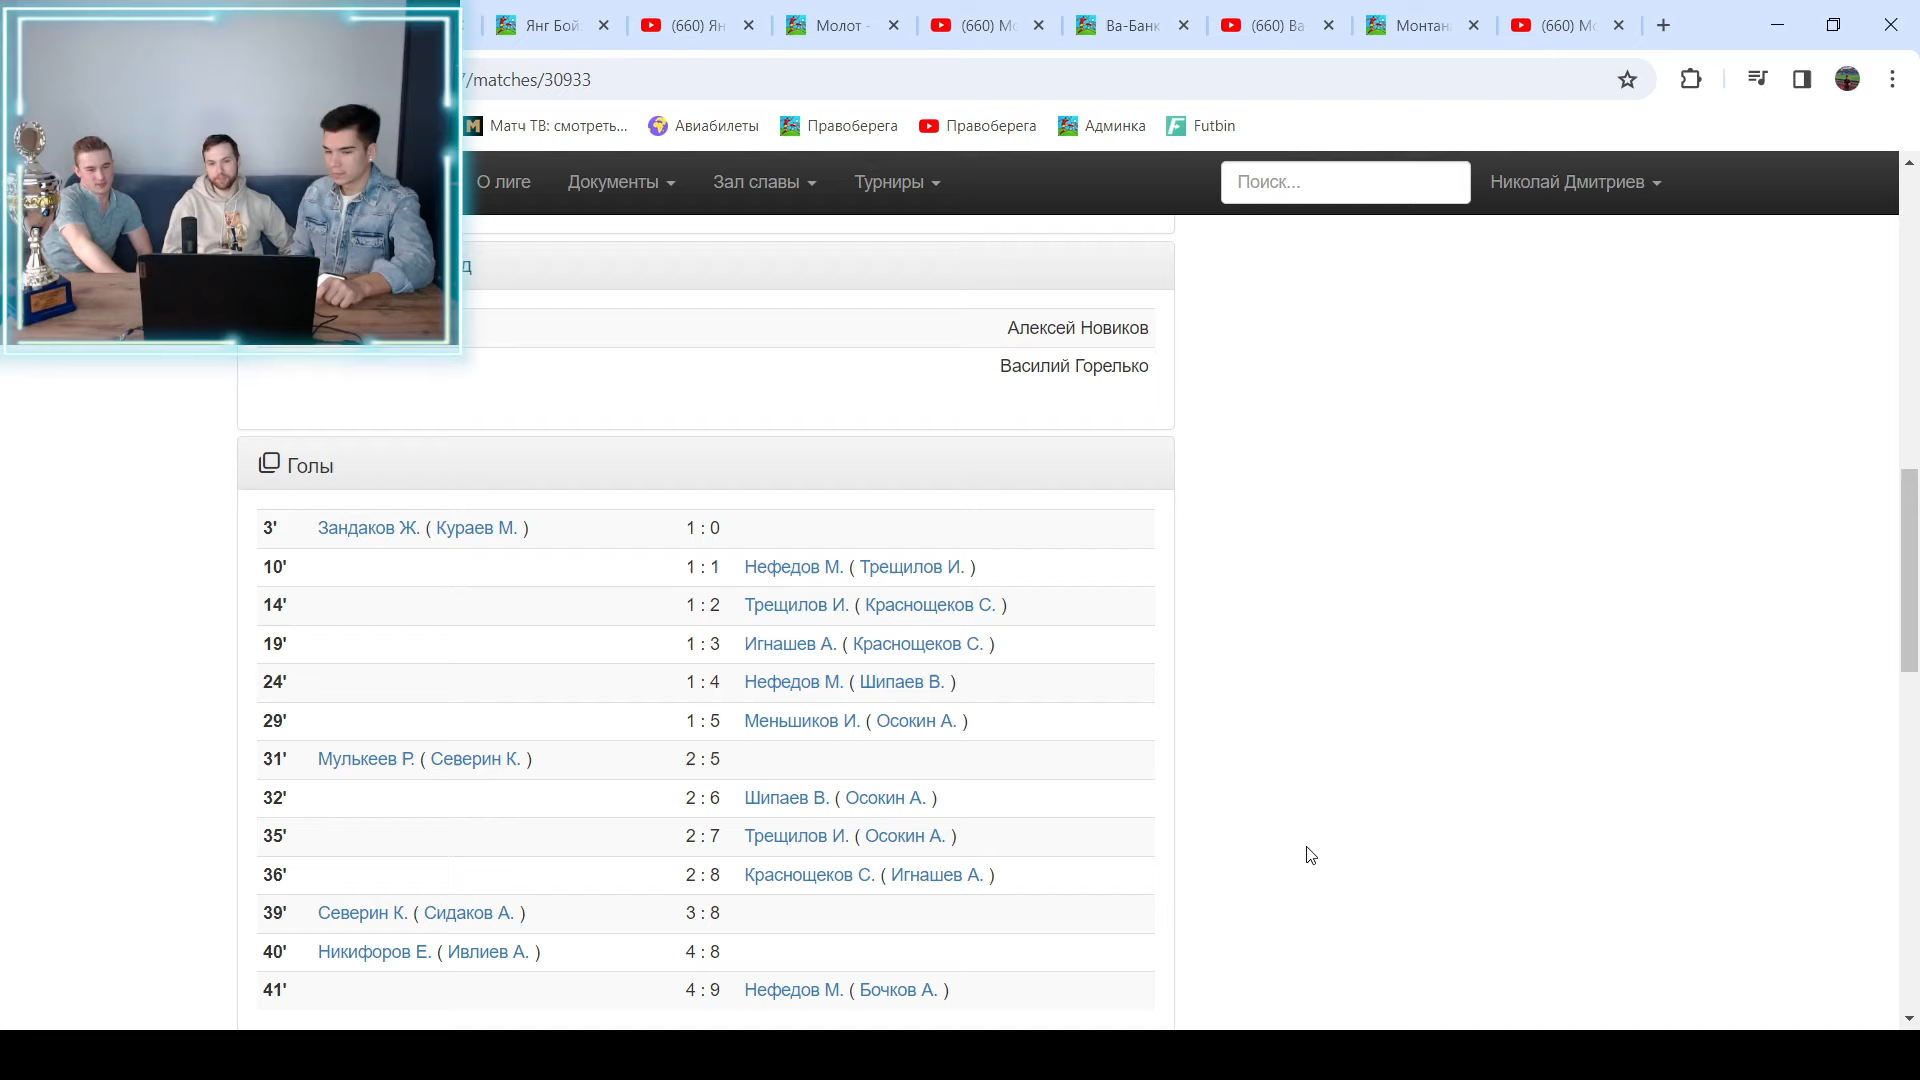 Янг Бой
(660) Ян
Молот -
(660) Мо
Ва-Банк
(660) Ва
Монтан
(660) Мо
7/matches/30933
Матч ТВ: смотреть...
Авиабилеты
Правоберега
Правоберега
Админка
Futbin
О лиге
Документы
Зал славы
Турниры
Поиск...
Николай Дмитриев
д
Алексей Новиков
Василий Горелько
Голы
3' Зандаков Ж. ( Кураев М. ) 1 : 0
10' 1 : 1 Нефедов М. ( Трещилов И. )
14' 1 : 2 Трещилов И. ( Краснощеков С. )
19' 1 : 3 Игнашев А. ( Краснощеков С. )
24' 1 : 4 Нефедов М. ( Шипаев В. )
29' 1 : 5 Меньшиков И. ( Осокин А. )
31' Мулькеев Р. ( Северин К. ) 2 : 5
32' 2 : 6 Шипаев В. ( Осокин А. )
35' 2 : 7 Трещилов И. ( Осокин А. )
36' 2 : 8 Краснощеков С. ( Игнашев А. )
39' Северин К. ( Сидаков А. ) 3 : 8
40' Никифоров Е. ( Ивлиев А. ) 4 : 8
41' 4 : 9 Нефедов М. ( Бочков А. )